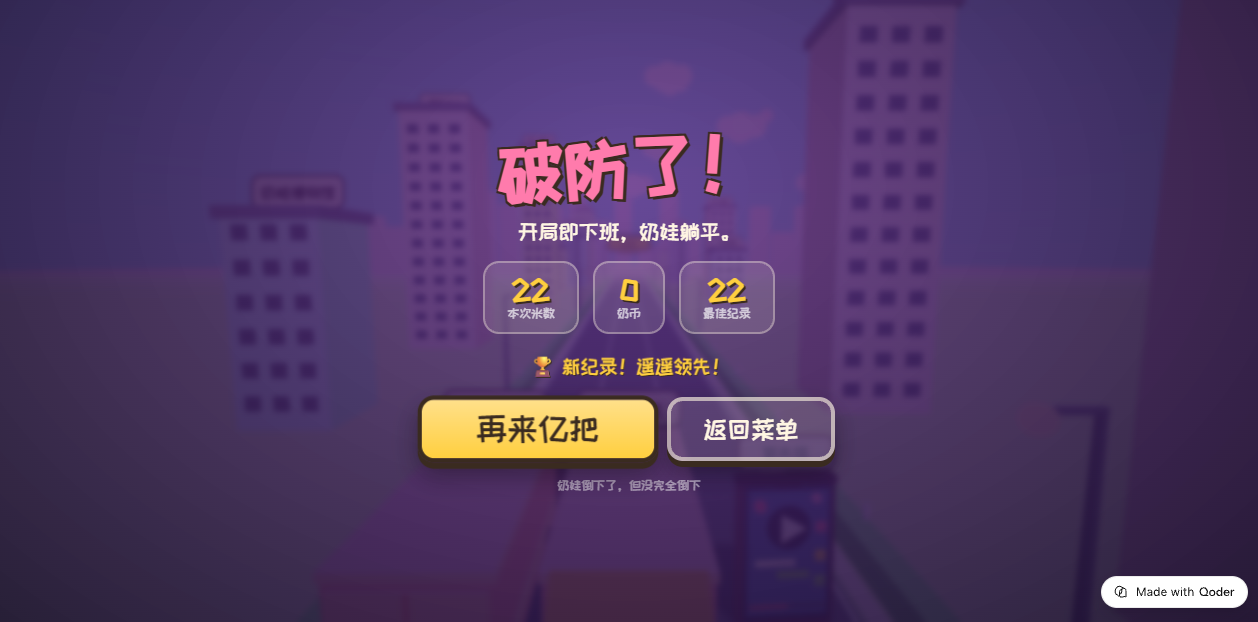 破防了!
开局即下班，奶娃躺平。
22 0 22
本次米数 奶币 最佳纪录
🏆 新纪录！遥遥领先！
再来亿把 返回菜单
奶娃倒下了，但没完全倒下
Made with Qoder